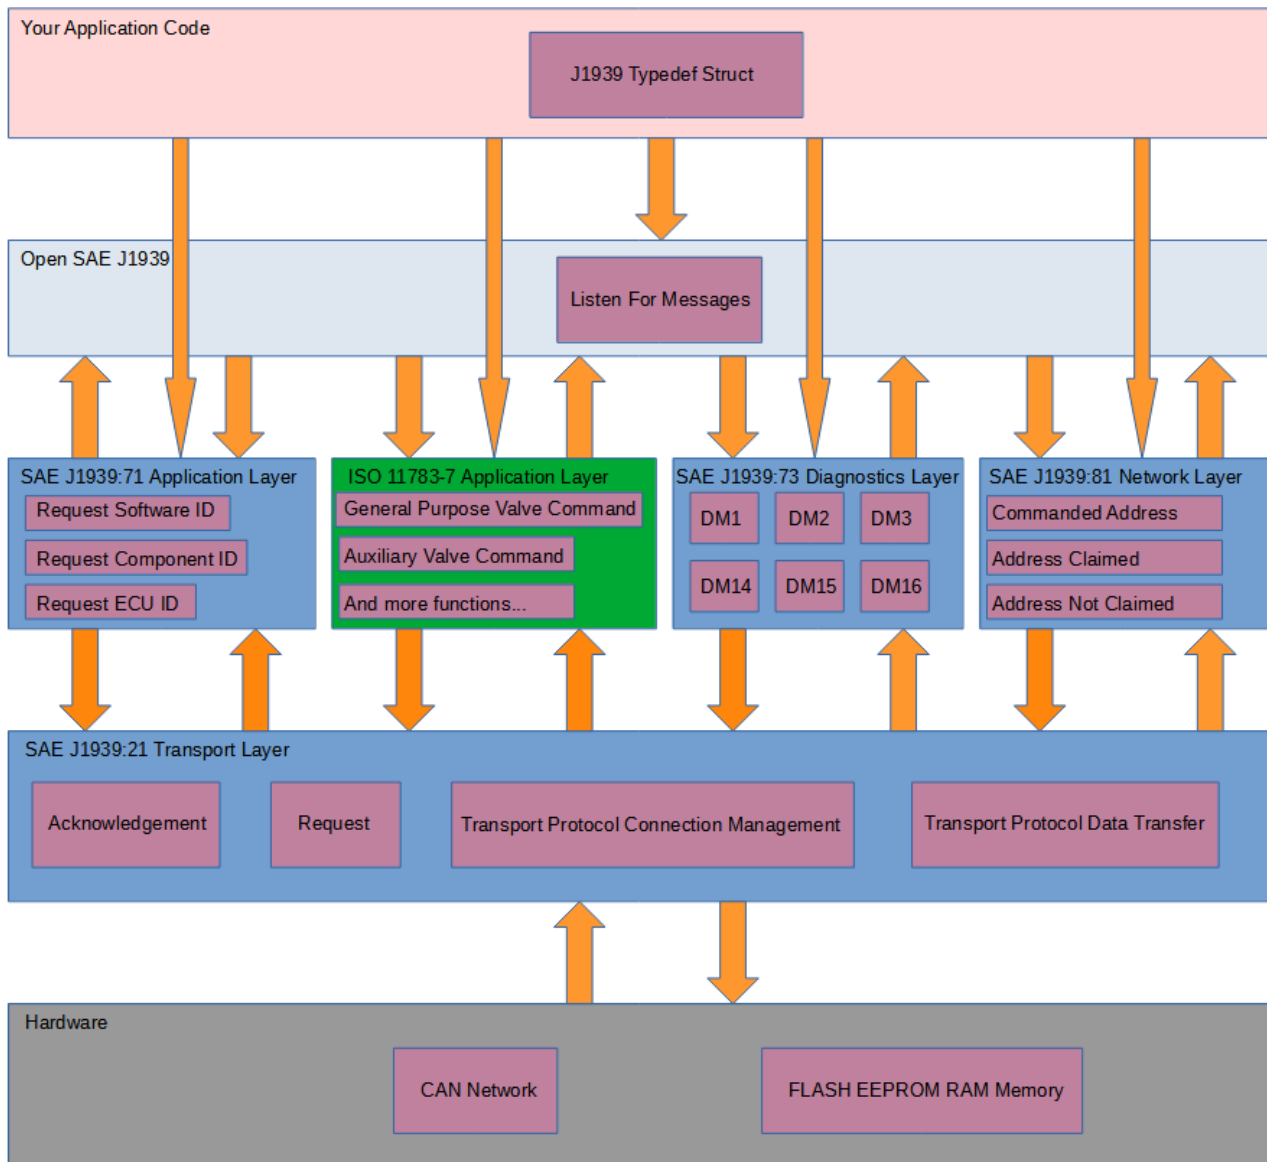 Your Application Code
J1939 Typedef Struct
Open SAE J1939
Listen For Messages
SAE J1939:71 Application Layer
Request Software ID
Request Component ID
Request ECU ID
ISO 11783-7 Application Layer
General Purpose Valve Command
Auxiliary Valve Command
And more functions...
SAE J1939:73 Diagnostics Layer
DM1
DM2
DM3
DM14
DM15
DM16
SAE J1939:81 Network Layer
Commanded Address
Address Claimed
Address Not Claimed
SAE J1939:21 Transport Layer
Acknowledgement
Request
Transport Protocol Connection Management
Transport Protocol Data Transfer
Hardware
CAN Network
FLASH EEPROM RAM Memory